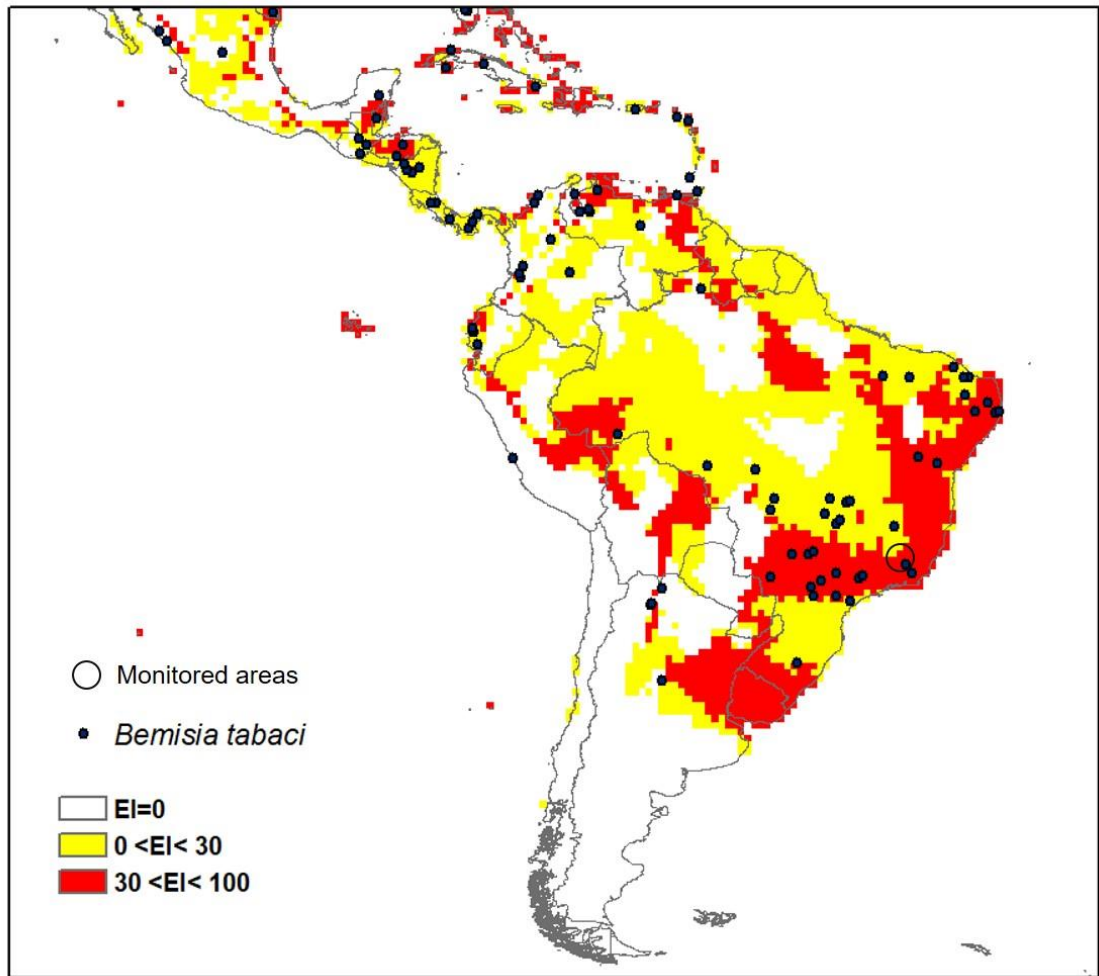 Monitored areas
Bemisia tabaci
EI=0
0 <EI< 30
30 <EI< 100